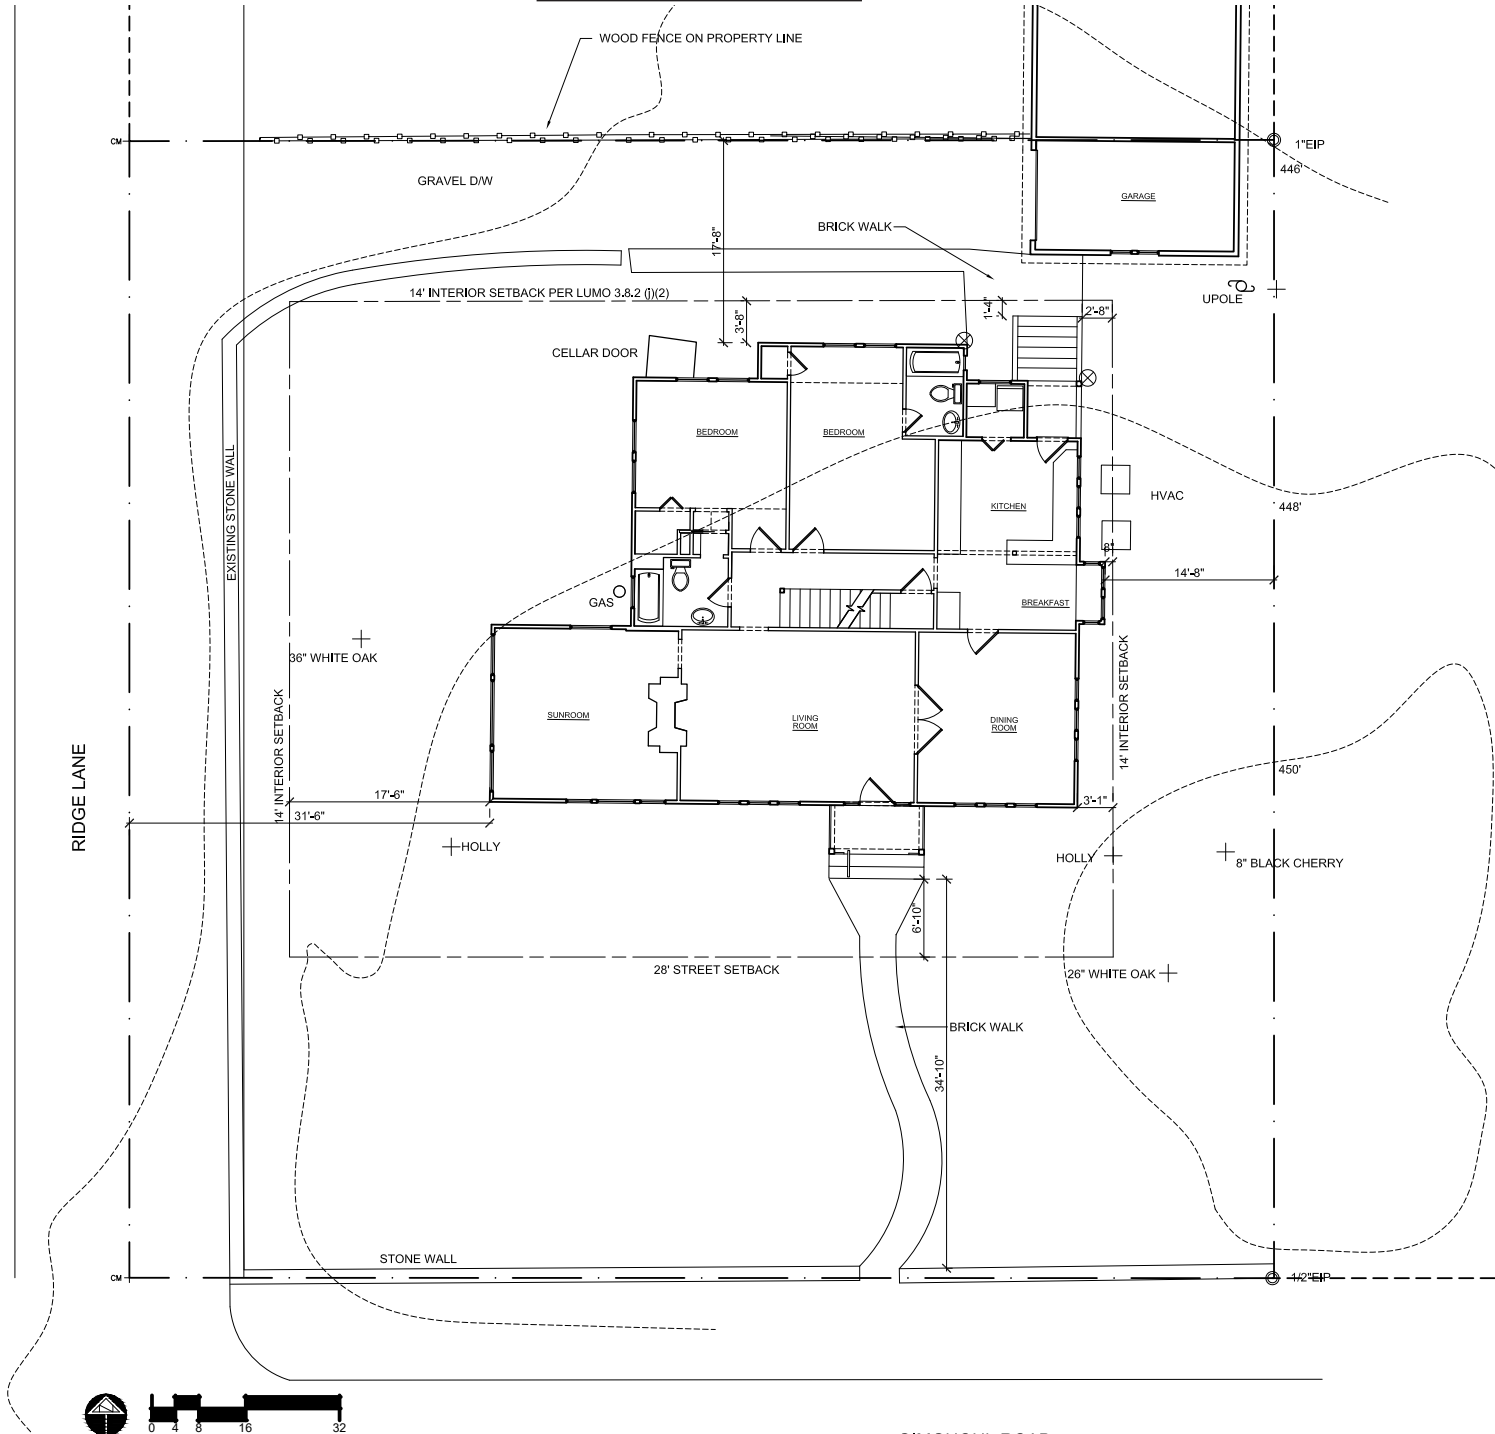 WOOD FENCE ON PROPERTY LINE
CM
1"EIP
446'
GRAVEL D/W
GARAGE
BRICK WALK
17'-8"
UPOLE
14' INTERIOR SETBACK PER LUMO 3.8.2 (j)(2)
3'-8"
1'-4"
2'-8"
CELLAR DOOR
BEDROOM
BEDROOM
EXISTING STONE WALL
KITCHEN
HVAC
448'
8"
14'-8"
GAS
BREAKFAST
36" WHITE OAK
14' INTERIOR SETBACK
SUNROOM
LIVING
ROOM
DINING
ROOM
14' INTERIOR SETBACK
450'
RIDGE LANE
17'-6"
31'-6"
3'-1"
HOLLY
HOLLY
8" BLACK CHERRY
6'-10"
28' STREET SETBACK
26" WHITE OAK
BRICK WALK
34'-10"
STONE WALL
CM
1/2"EIP
0 4 8 16 32